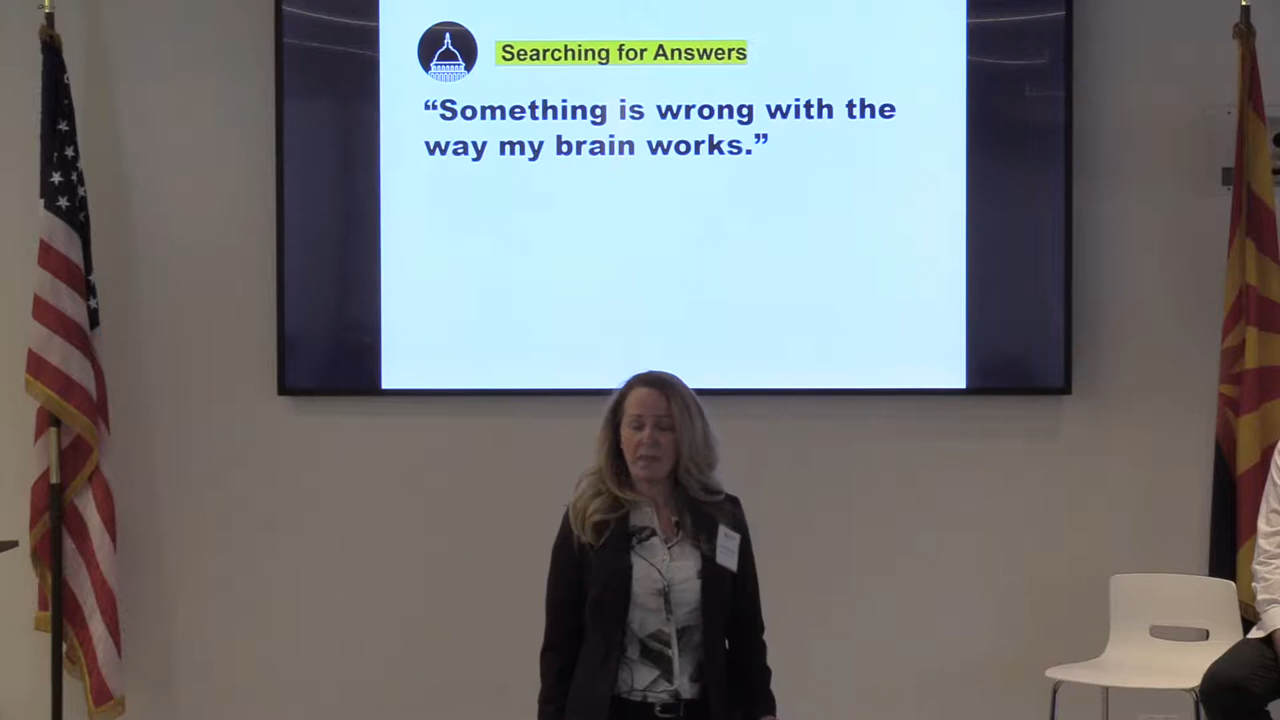 Searching for Answers
“Something is wrong with the
way my brain works.”